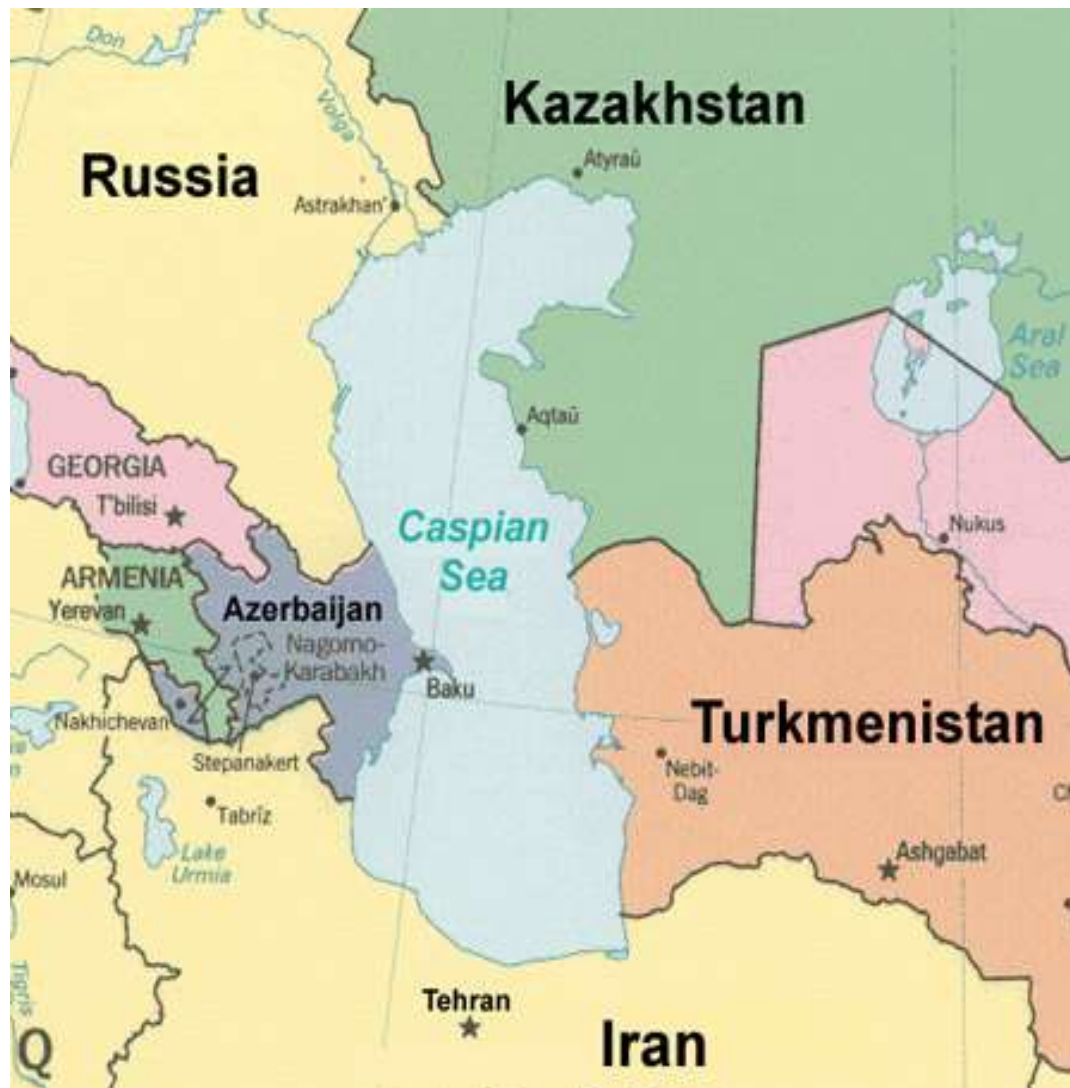 Don
Volga
Kazakhstan
Atyraū
Russia
Astrakhan'
Aral
Sea
Aqtaū
GEORGIA
T'bilisi
Nukus
Caspian
Sea
ARMENIA
Yerevan
Azerbaijan
Nagorno-
Karabakh
Baku
Nakhichevan
Turkmenistan
Stepanakert
Nebit-
Dag
Tabrīz
Ashgabat
Lake
Urmia
Mosul
Tigris
Tehran
Iran
Q